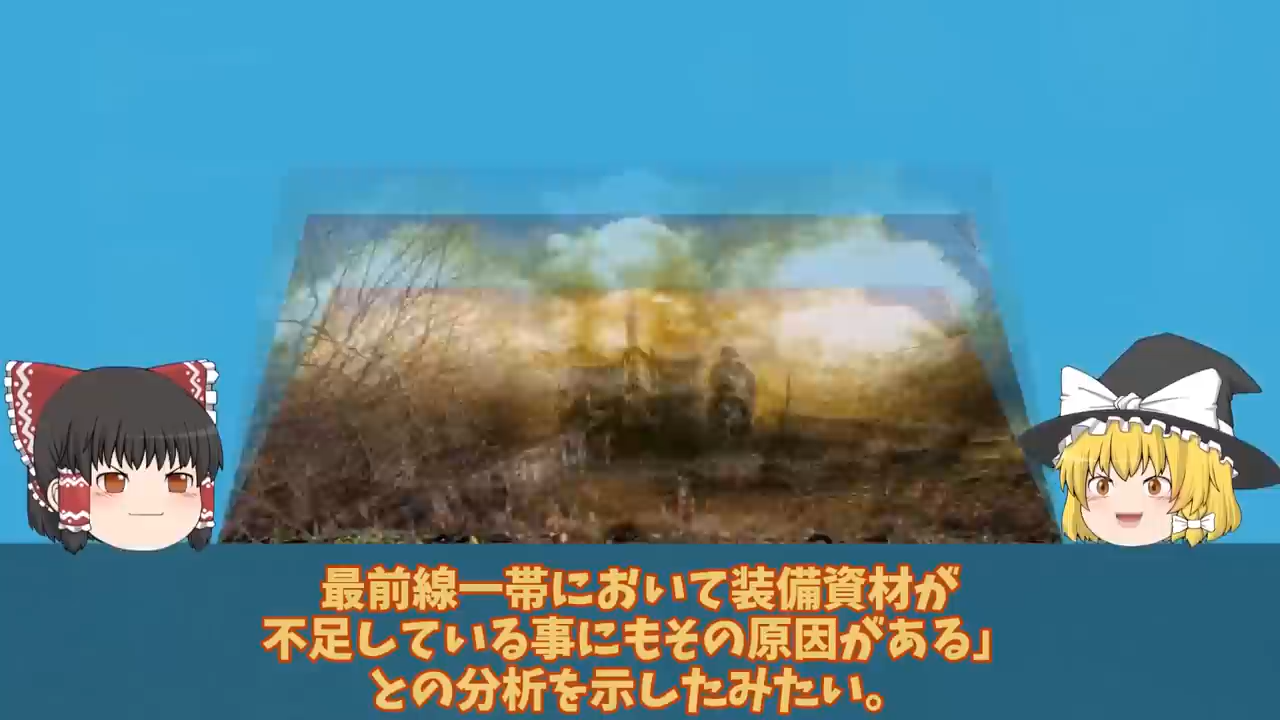 最前線一帯において装備資材が
不足している事にもその原因がある」
との分析を示したみたい。